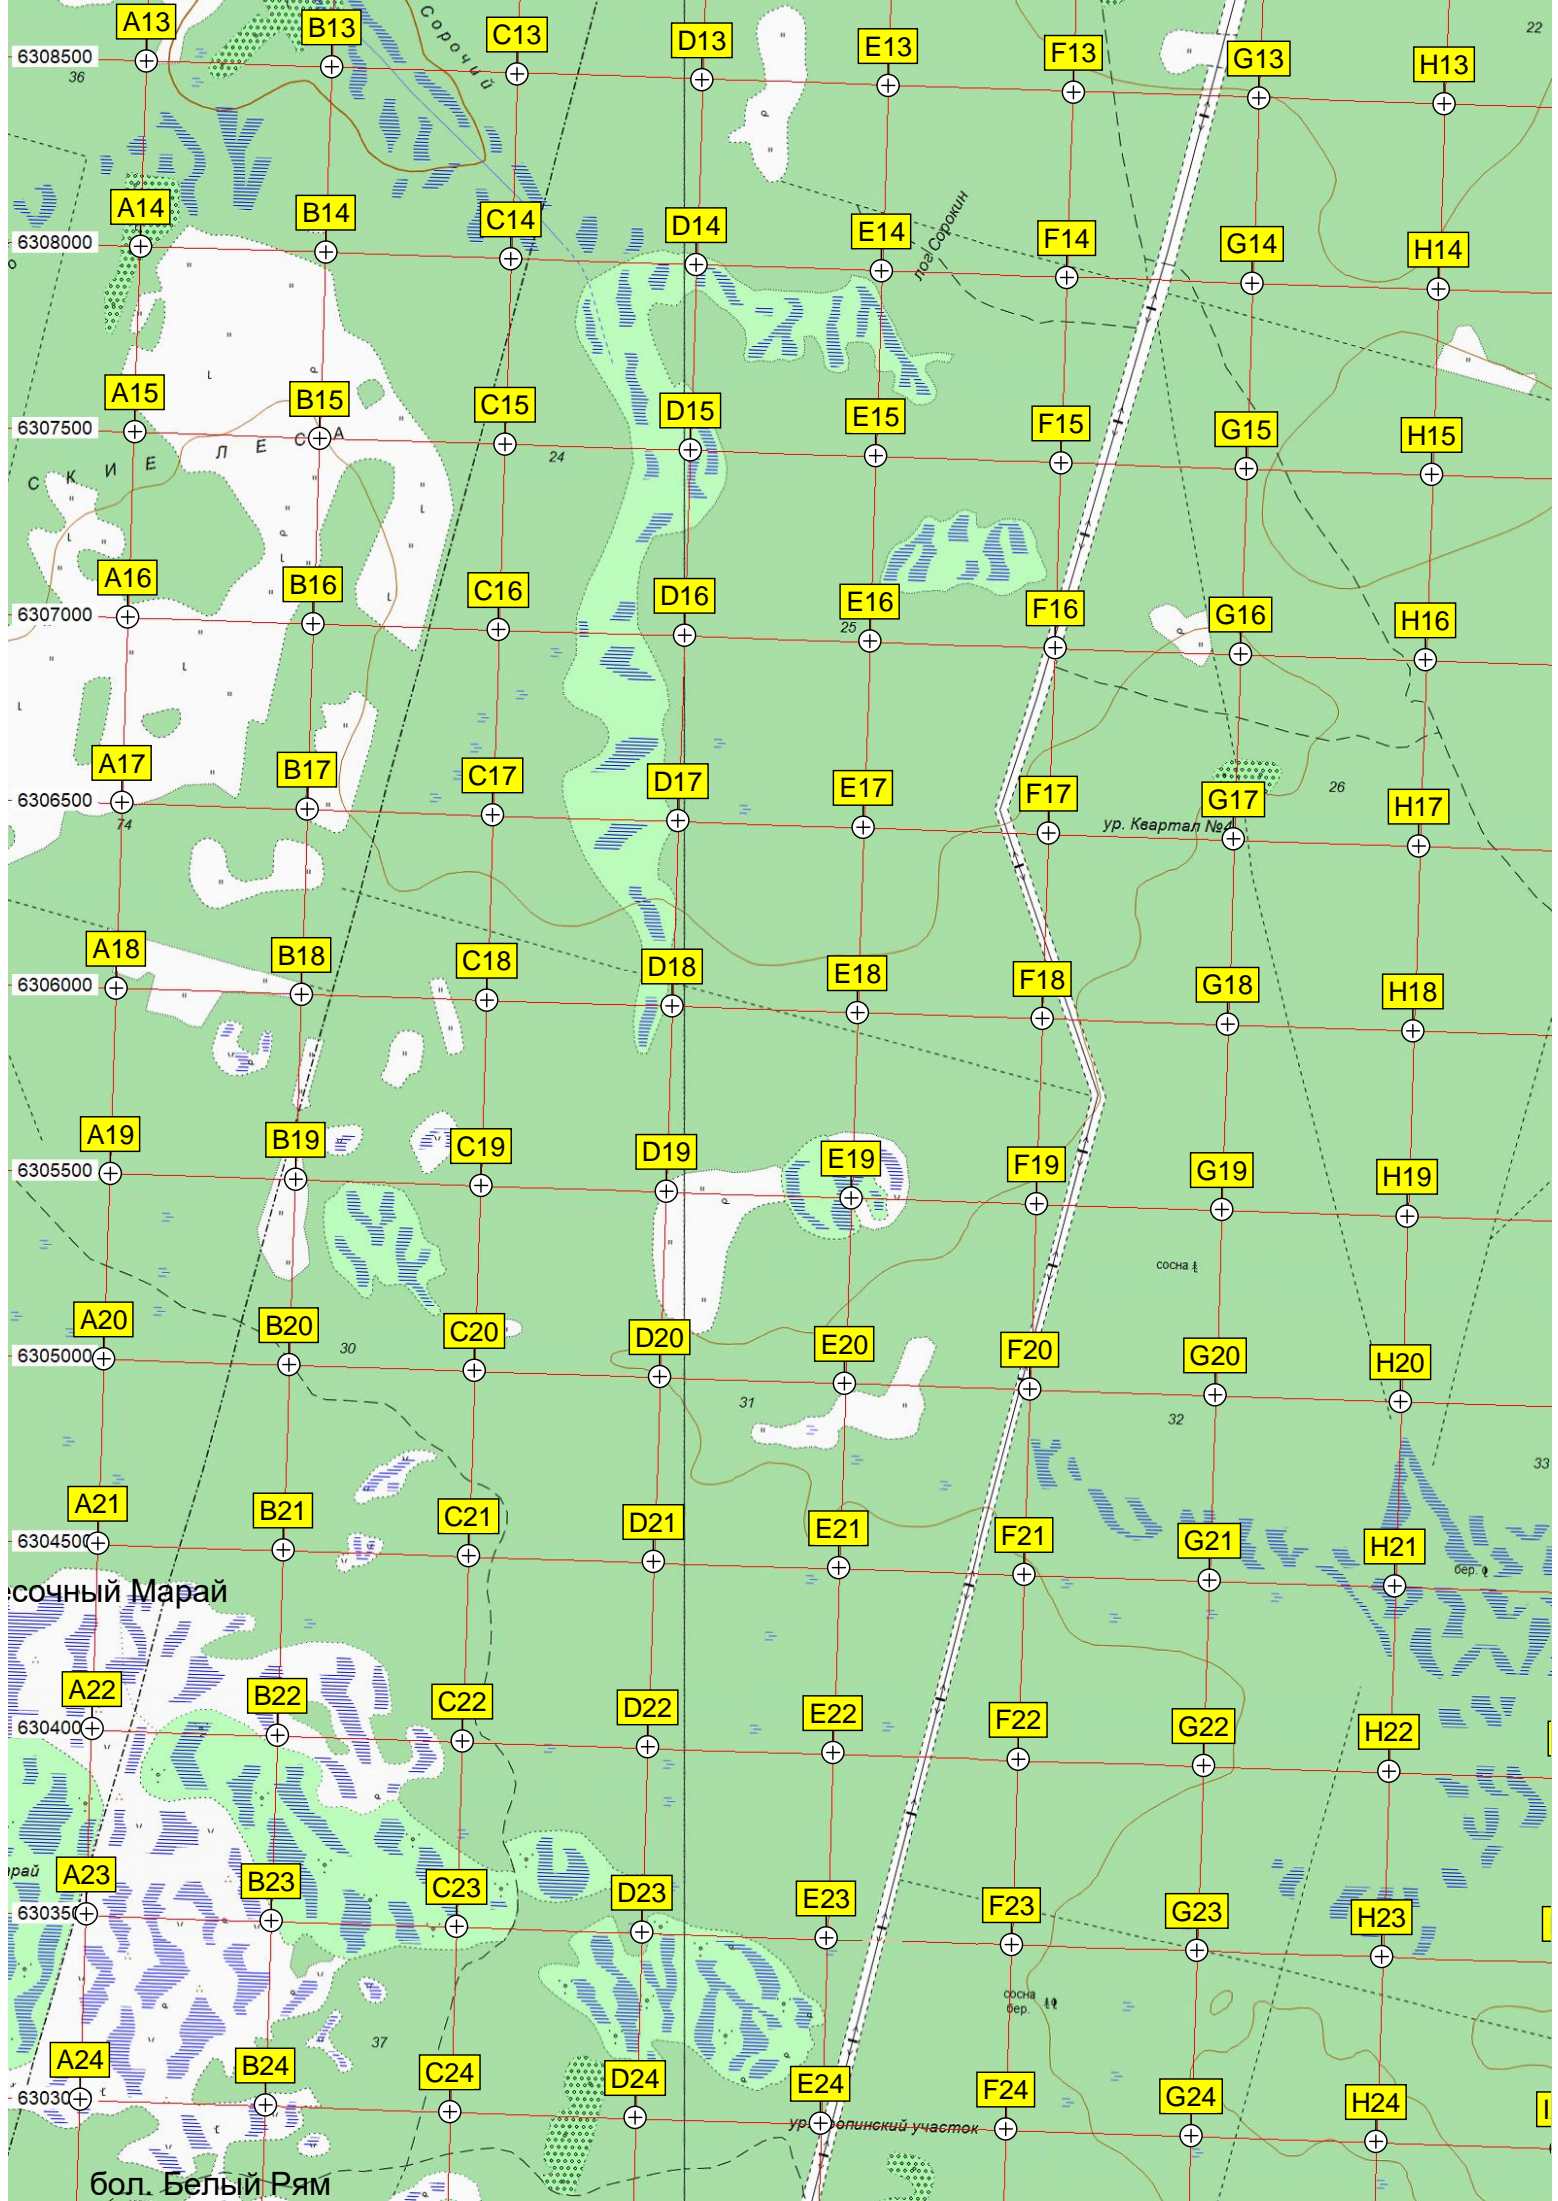 A13 B13 C13 D13 E13 F13 G13 H13
Сорочий
22
6308500
36
A14 B14 C14 D14 E14 F14 G14 H14
лог Сорокин
6308000
A15 B15 C15 D15 E15 F15 G15 H15
6307500
СКИЕ ЛЕСА
24
A16 B16 C16 D16 E16 F16 G16 H16
6307000
25
A17 B17 C17 D17 E17 F17 G17 H17
6306500
26
74
ур. Квартал №4
A18 B18 C18 D18 E18 F18 G18 H18
6306000
A19 B19 C19 D19 E19 F19 G19 H19
6305500
сосна
A20 B20 C20 D20 E20 F20 G20 H20
6305000
30
31
32
33
A21 B21 C21 D21 E21 F21 G21 H21
630450
бер.
есочный Марай
A22 B22 C22 D22 E22 F22 G22 H22
630400
арай
A23 B23 C23 D23 E23 F23 G23 H23
630350
сосна
бер.
37
A24 B24 C24 D24 E24 F24 G24 H24
63030
участок
бол. Белый Рям